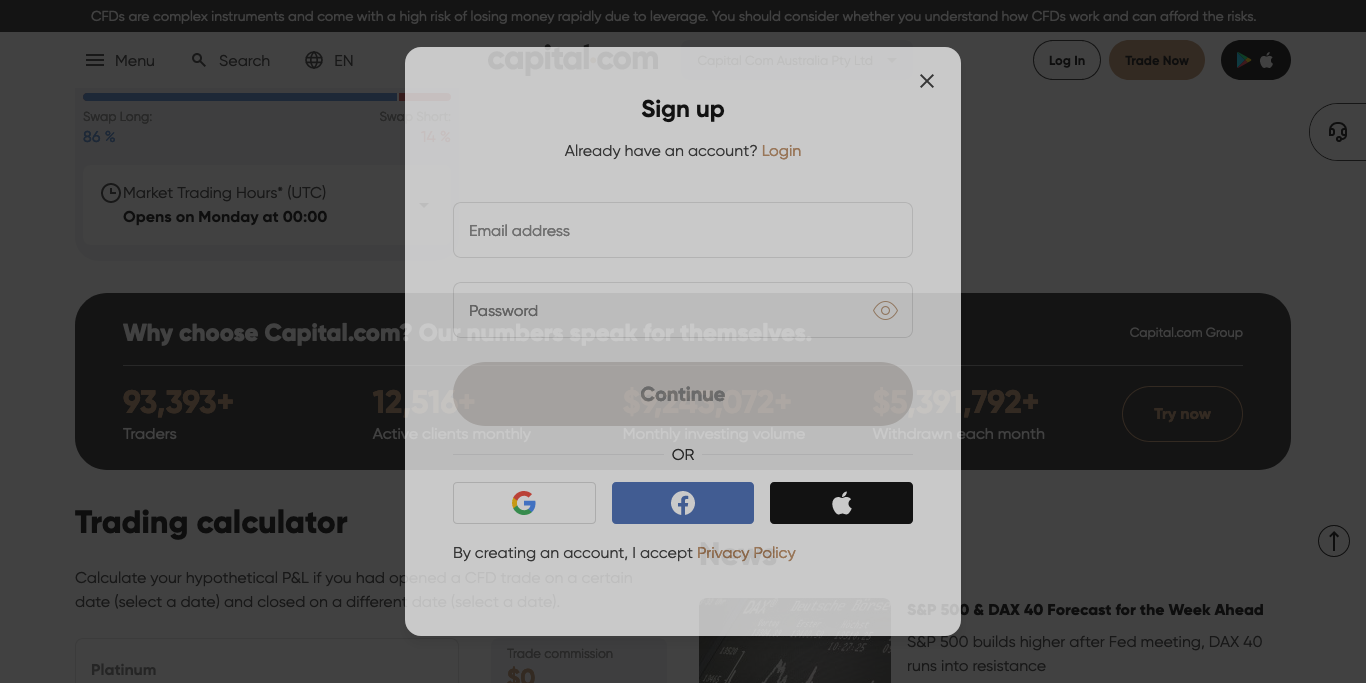 CFDs are complex instruments and come with a high risk of losing money rapidly due to leverage. You should consider whether you understand how CFDs work and can afford the risks.
Menu
Search
EN
capital.com
Capital Com Australia Pty Ltd
Log In
Trade Now
Sign up
Already have an account? Login
Swap Long:
Swap Short:
86 %
14 %
Market Trading Hours* (UTC)
Opens on Monday at 00:00
Email address
Password
Why choose Capital.com? Our numbers speak for themselves.
Capital.com Group
Continue
93,393+
12,516+
$5,391,792+
Try now
Traders
Active clients monthly
Monthly investing volume
Withdrawn each month
OR
Trading calculator
By creating an account, I accept Privacy Policy
News
Calculate your hypothetical P&L if you had opened a CFD trade on a certain
date (select a date) and closed on a different date (select a date).
S&P 500 & DAX 40 Forecast for the Week Ahead
S&P 500 builds higher after Fed meeting, DAX 40
runs into resistance
Trade commission
$0
Platinum
DAX